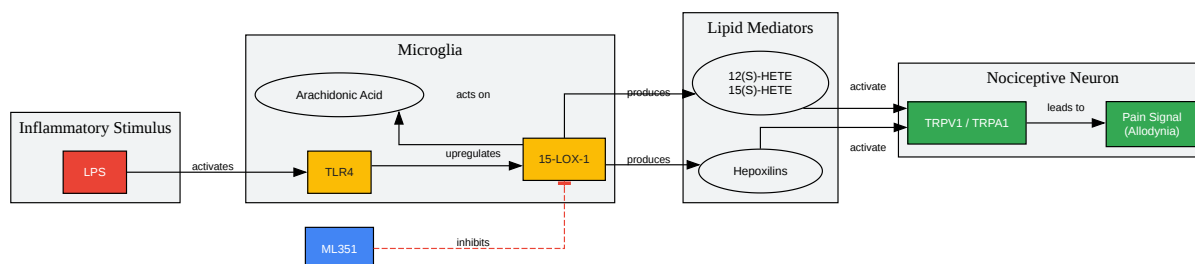 Inflammatory Stimulus
LPS
activates
Microglia
Arachidonic Acid
acts on
upregulates
TLR4
15-LOX-1
ML351
inhibits
produces
produces
Lipid Mediators
12(S)-HETE
15(S)-HETE
Hepoxilins
activate
activate
Nociceptive Neuron
TRPV1 / TRPA1
leads to
Pain Signal
(Allodynia)